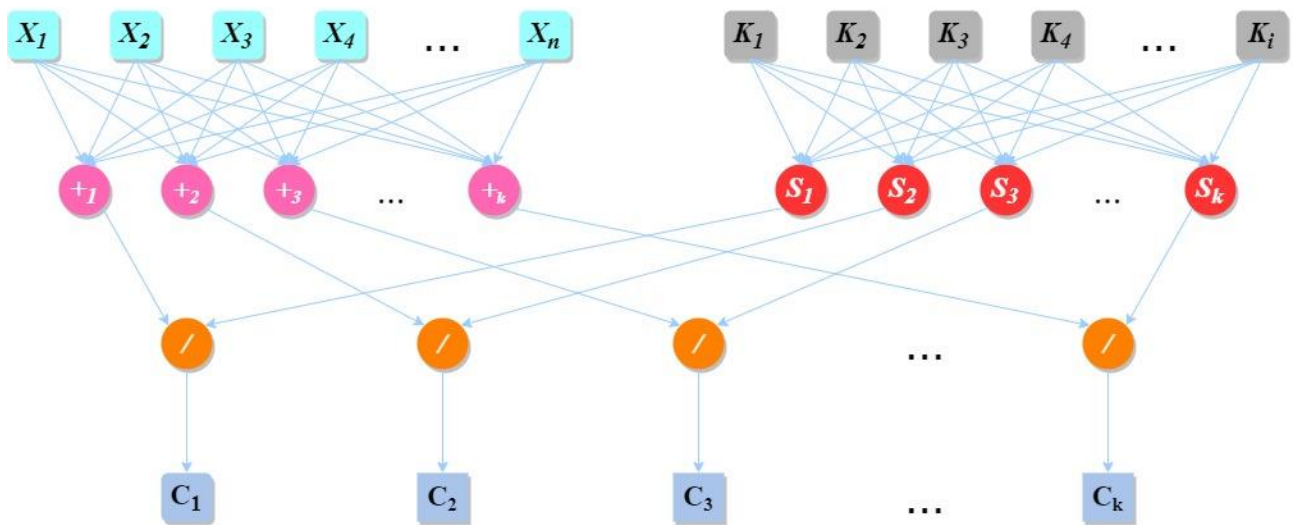 X₁ X₂ X₃ X₄ ... Xₙ K₁ K₂ K₃ K₄ ... Kᵢ
+₁ +₂ +₃ ... +ₖ S₁ S₂ S₃ ... Sₖ
/ / / ... /
C₁ C₂ C₃ ... Cₖ